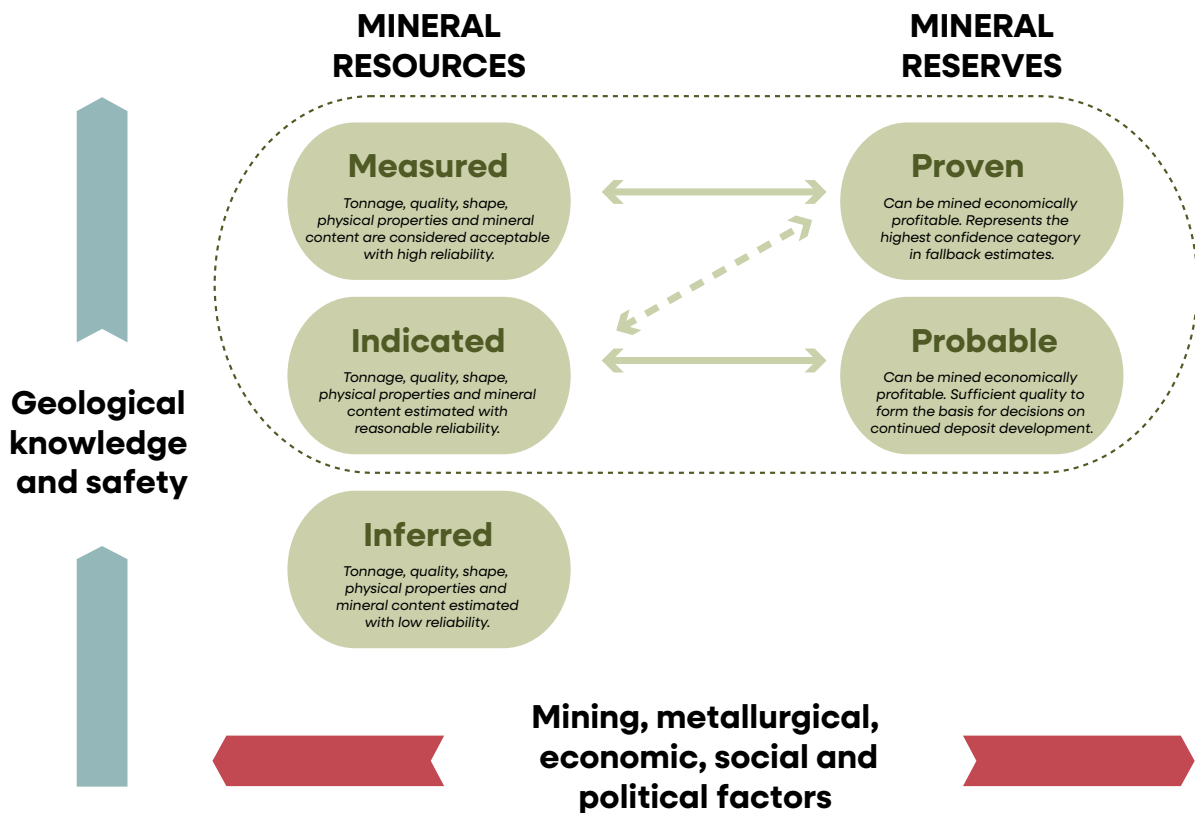 MINERAL
RESOURCES
MINERAL
RESERVES
Measured
Tonnage, quality, shape,
physical properties and mineral
content are considered acceptable
with high reliability.
Proven
Can be mined economically
profitable. Represents the
highest confidence category
in fallback estimates.
Indicated
Tonnage, quality, shape,
physical properties and mineral
content estimated with
reasonable reliability.
Probable
Can be mined economically
profitable. Sufficient quality to
form the basis for decisions on
continued deposit development.
Geological
knowledge
and safety
Inferred
Tonnage, quality, shape,
physical properties and
mineral content estimated
with low reliability.
Mining, metallurgical,
economic, social and
political factors